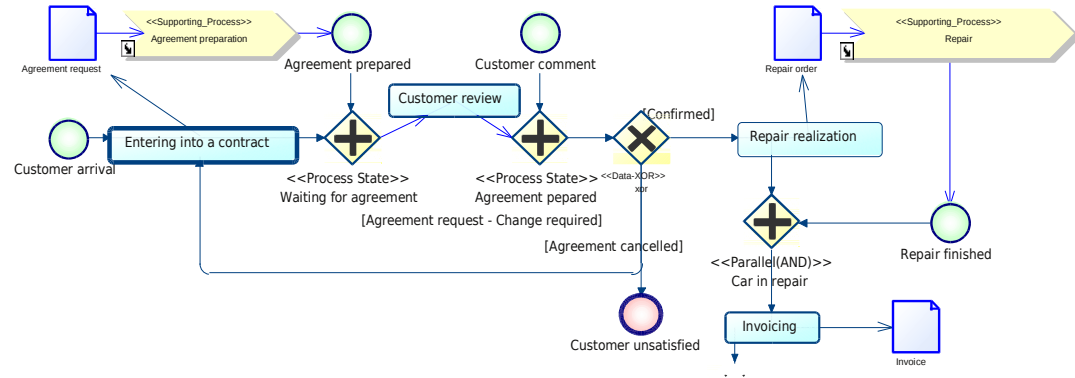 <<Supporting_Process>>
Agreement preparation
<<Supporting_Process>>
Repair
Agreement request
Agreement prepared
Customer comment
Repair order
Customer review
[Confirmed]
Entering into a contract
Repair realization
Customer arrival
<<Process State>>
Waiting for agreement
<<Process State>>
Agreement pepared
<<Data-XOR>>
xor
[Agreement request - Change required]
[Agreement cancelled]
Repair finished
<<Parallel(AND)>>
Car in repair
Invoicing
Customer unsatisfied
Invoice